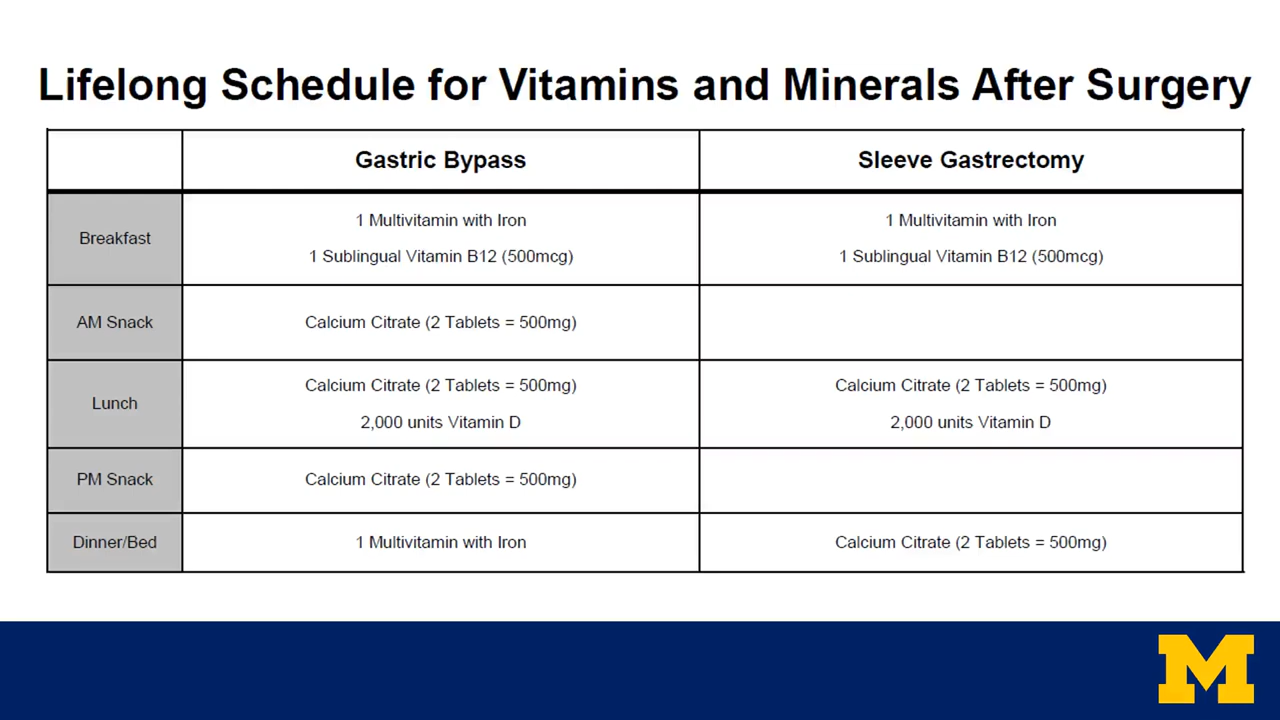 Lifelong Schedule for Vitamins and Minerals After Surgery
Gastric Bypass
Sleeve Gastrectomy
Breakfast
1 Multivitamin with Iron
1 Sublingual Vitamin B12 (500mcg)
1 Multivitamin with Iron
1 Sublingual Vitamin B12 (500mcg)
AM Snack
Calcium Citrate (2 Tablets = 500mg)
Lunch
Calcium Citrate (2 Tablets = 500mg)
2,000 units Vitamin D
Calcium Citrate (2 Tablets = 500mg)
2,000 units Vitamin D
PM Snack
Calcium Citrate (2 Tablets = 500mg)
Dinner/Bed
1 Multivitamin with Iron
Calcium Citrate (2 Tablets = 500mg)
M